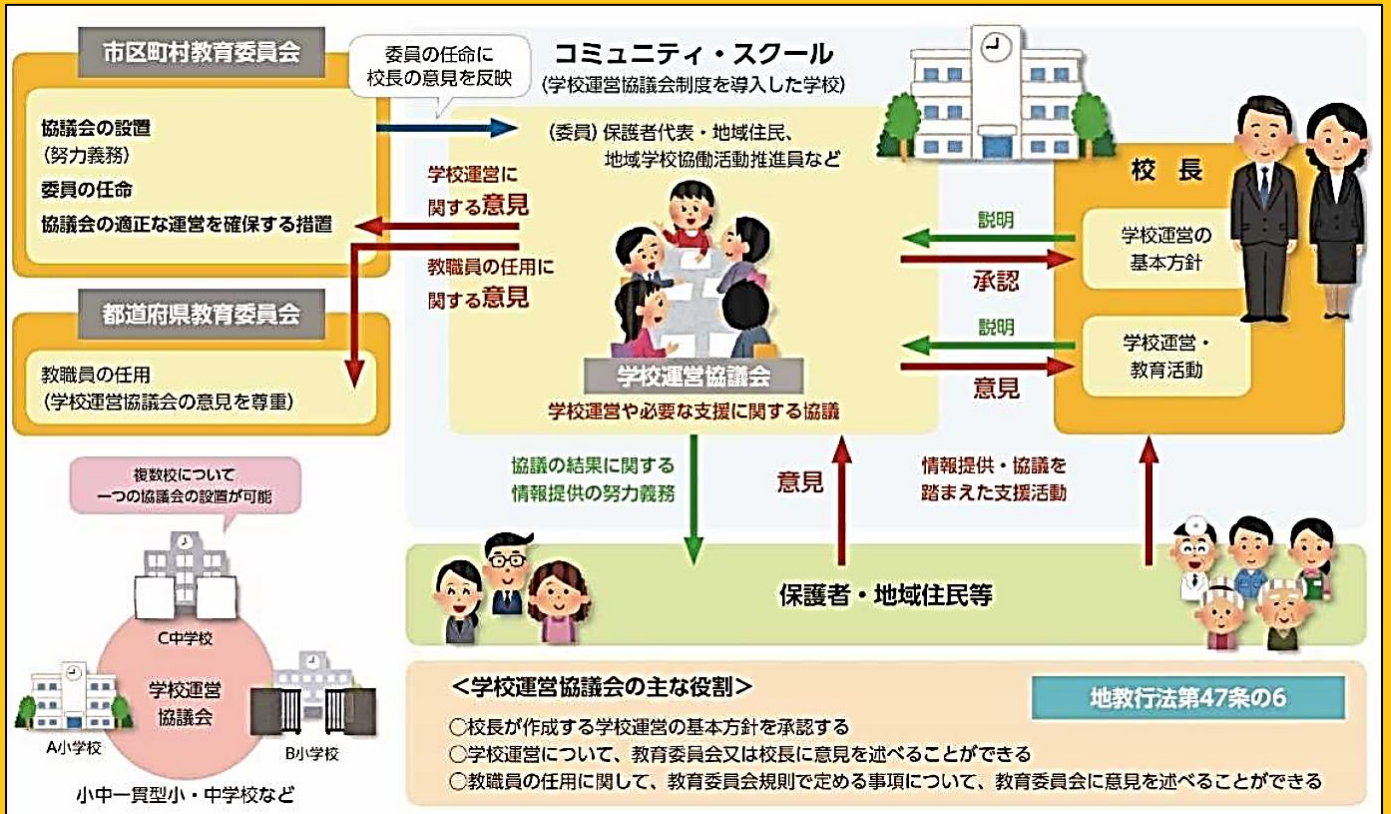 市区町村教育委員会
協議会の設置
(努力義務)
委員の任命
協議会の適正な運営を確保する措置
委員の任命に
校長の意見を反映
コミュニティ・スクール
(学校運営協議会制度を導入した学校)
(委員) 保護者代表・地域住民、
地域学校協働活動推進員など
学校運営に
関する意見
教職員の任用に
関する意見
都道府県教育委員会
教職員の任用
(学校運営協議会の意見を尊重)
学校運営協議会
学校運営や必要な支援に関する協議
校長
説明
承認
学校運営の
基本方針
説明
意見
学校運営・
教育活動
協議の結果に関する
情報提供の努力義務
意見
情報提供・協議を
踏まえた支援活動
保護者・地域住民等
複数校について
一つの協議会の設置が可能
C中学校
学校運営
協議会
A小学校
B小学校
小中一貫型小・中学校など
<学校運営協議会の主な役割>
地教行法第47条の6
○校長が作成する学校運営の基本方針を承認する
○学校運営について、教育委員会又は校長に意見を述べることができる
○教職員の任用に関して、教育委員会規則で定める事項について、教育委員会に意見を述べることができる